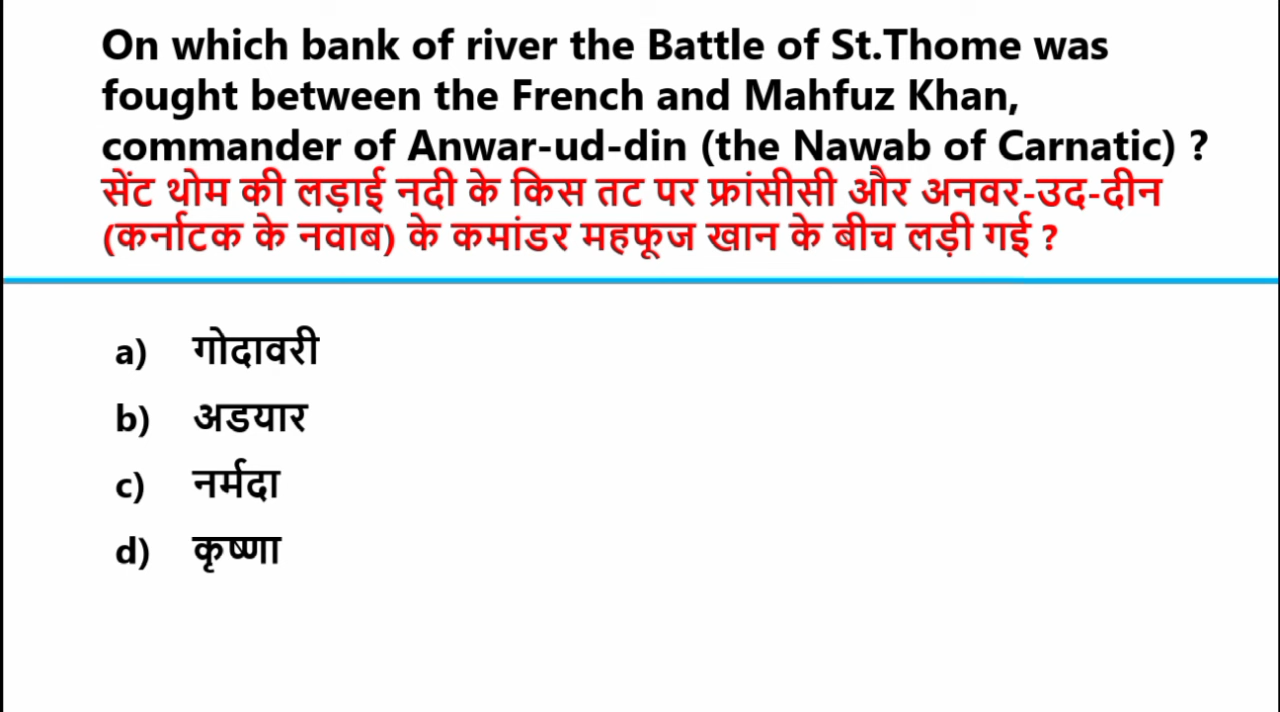 On which bank of river the Battle of St.Thome was
fought between the French and Mahfuz Khan,
commander of Anwar-ud-din (the Nawab of Carnatic) ?
सेंट थोम की लड़ाई नदी के किस तट पर फ्रांसीसी और अनवर-उद-दीन
(कर्नाटक के नवाब) के कमांडर महफूज खान के बीच लड़ी गई ?
a) गोदावरी
b) अडयार
c) नर्मदा
d) कृष्णा